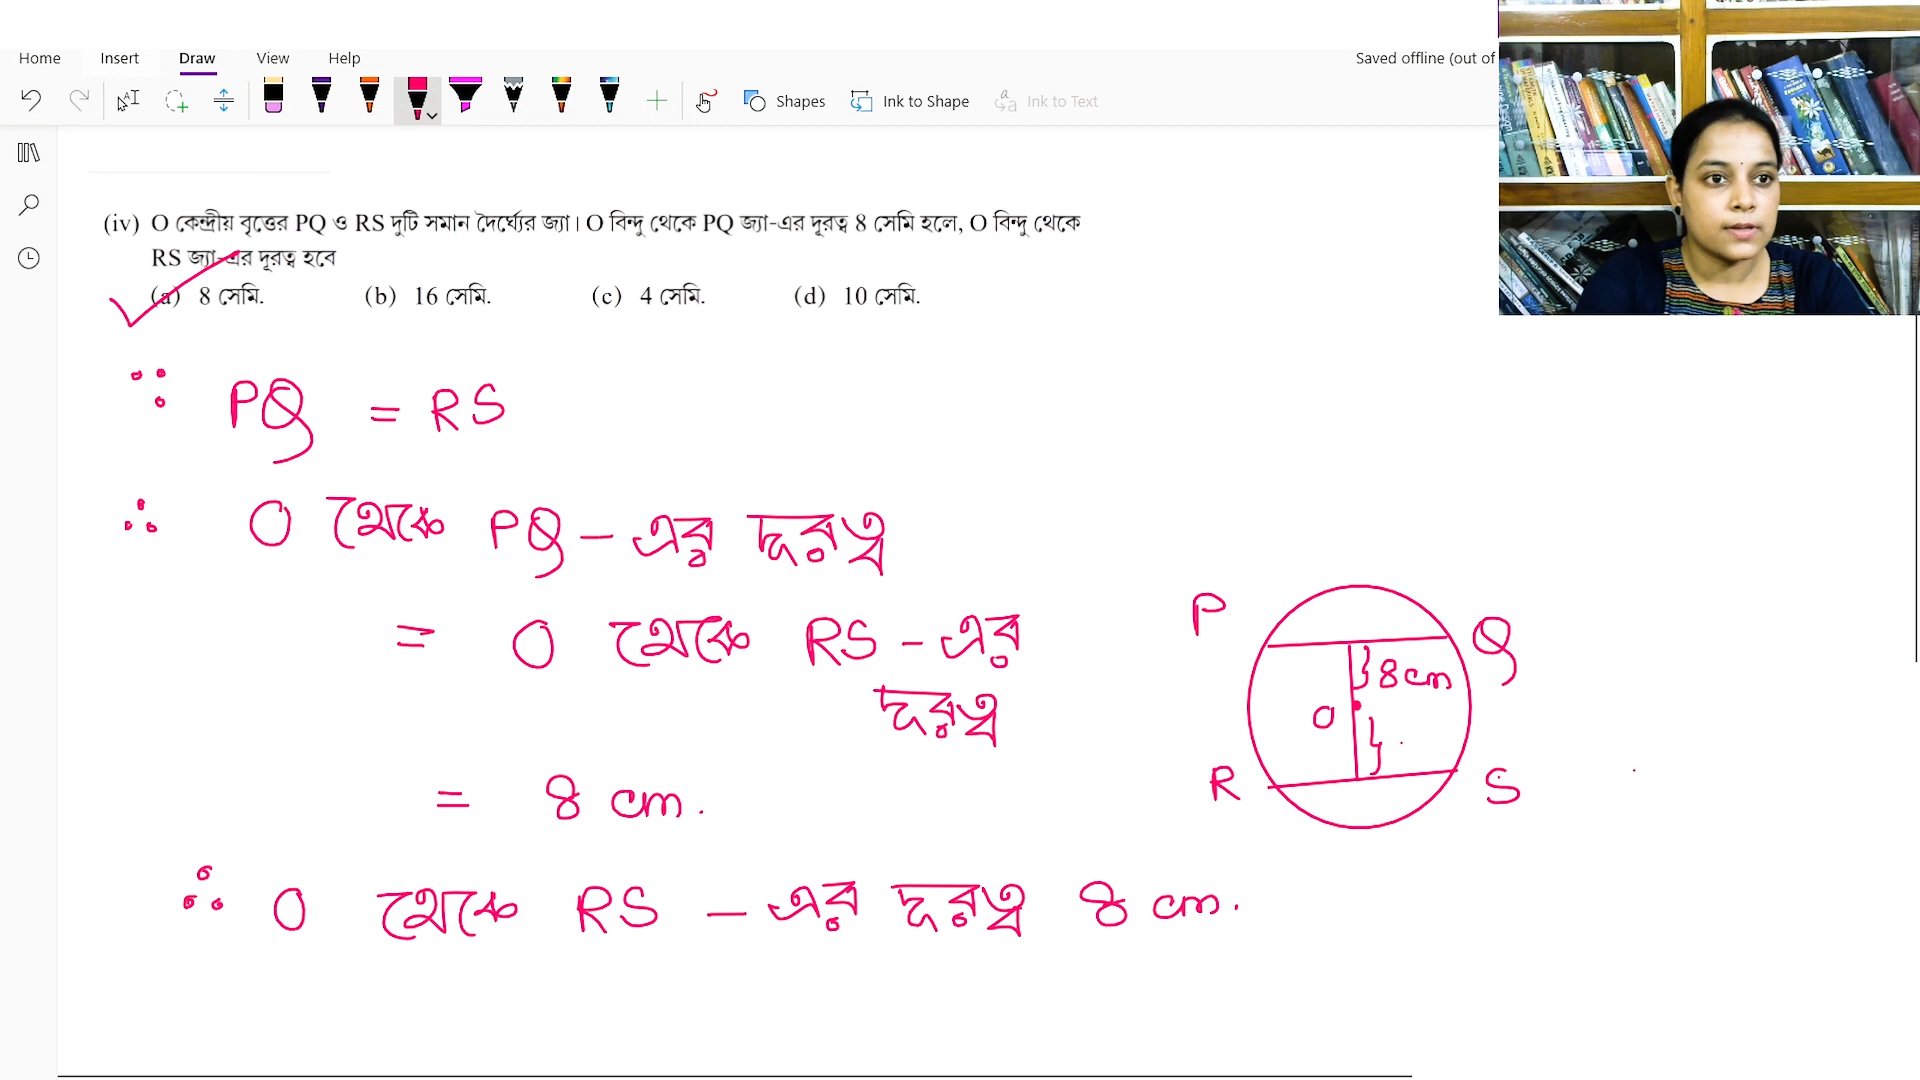 Home Insert Draw View Help
Saved offline (out of
Shapes Ink to Shape Ink to Text
(iv) O কেন্দ্রীয় বৃত্তের PQ ও RS দুটি সমান দৈর্ঘ্যের জ্যা। O বিন্দু থেকে PQ জ্যা-এর দূরত্ব 8 সেমি হলে, O বিন্দু থেকে
RS জ্যা-এর দূরত্ব হবে
(a) 8 সেমি. (b) 16 সেমি. (c) 4 সেমি. (d) 10 সেমি.
∵ PQ = RS
∴ O থেকে PQ - এর দূরত্ব
= O থেকে RS - এর
দূরত্ব
= 8 cm.
∴ O থেকে RS - এর দূরত্ব 8 cm.
P
Q
8 cm
O
R
S